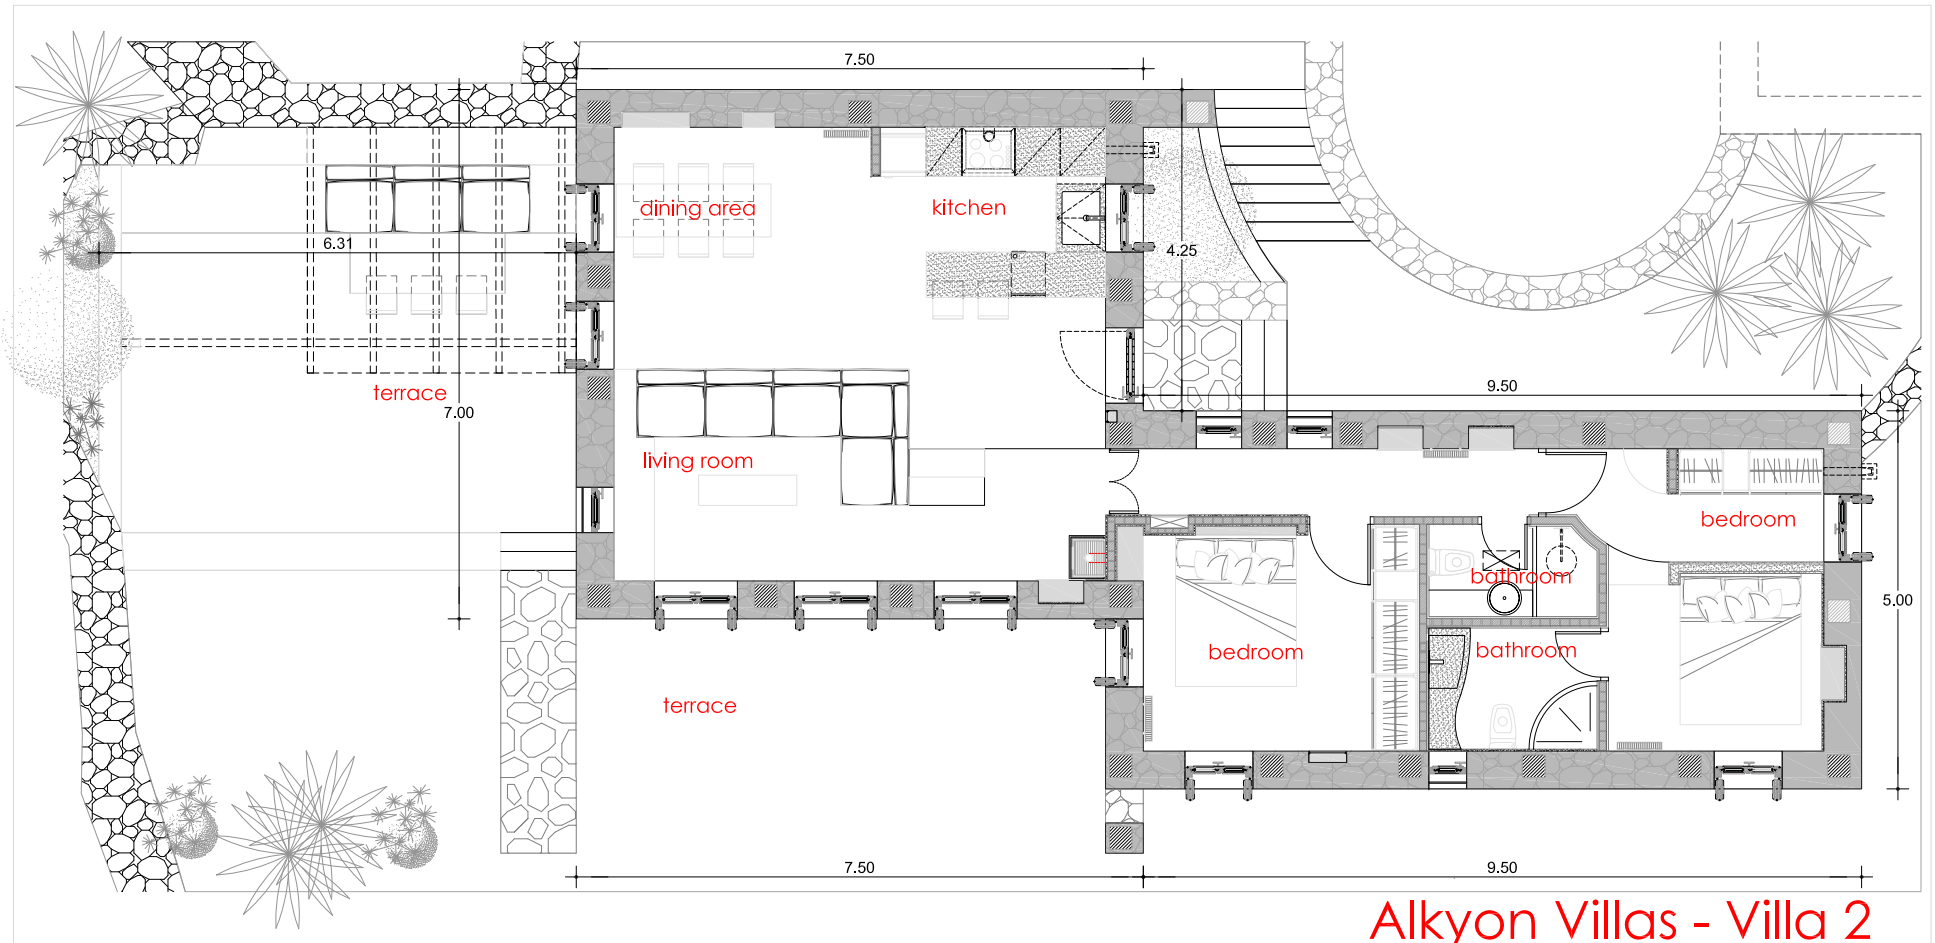 7.50
dining area
kitchen
6.31
4.25
terrace
7.00
9.50
living room
bedroom
bathroom
5.00
bedroom
bathroom
terrace
7.50
9.50
Alkyon Villas - Villa 2